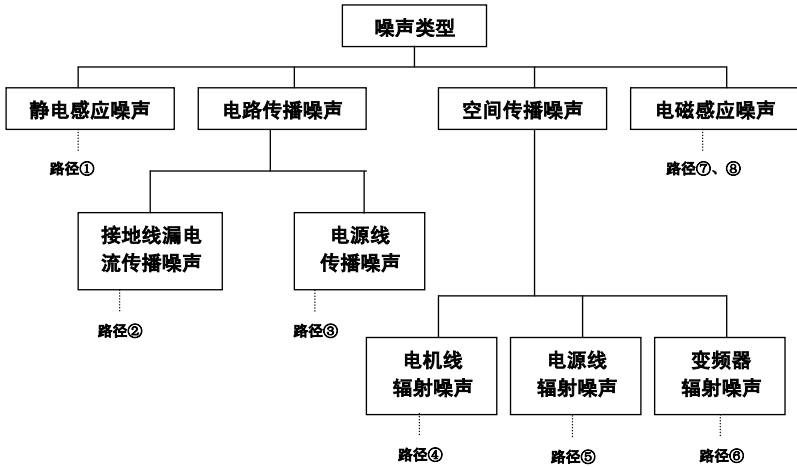 噪声类型
静电感应噪声
电路传播噪声
空间传播噪声
电磁感应噪声
路径①
路径⑦、⑧
接地线漏电
流传播噪声
电源线
传播噪声
路径②
路径③
电机线
辐射噪声
电源线
辐射噪声
变频器
辐射噪声
路径④
路径⑤
路径⑥